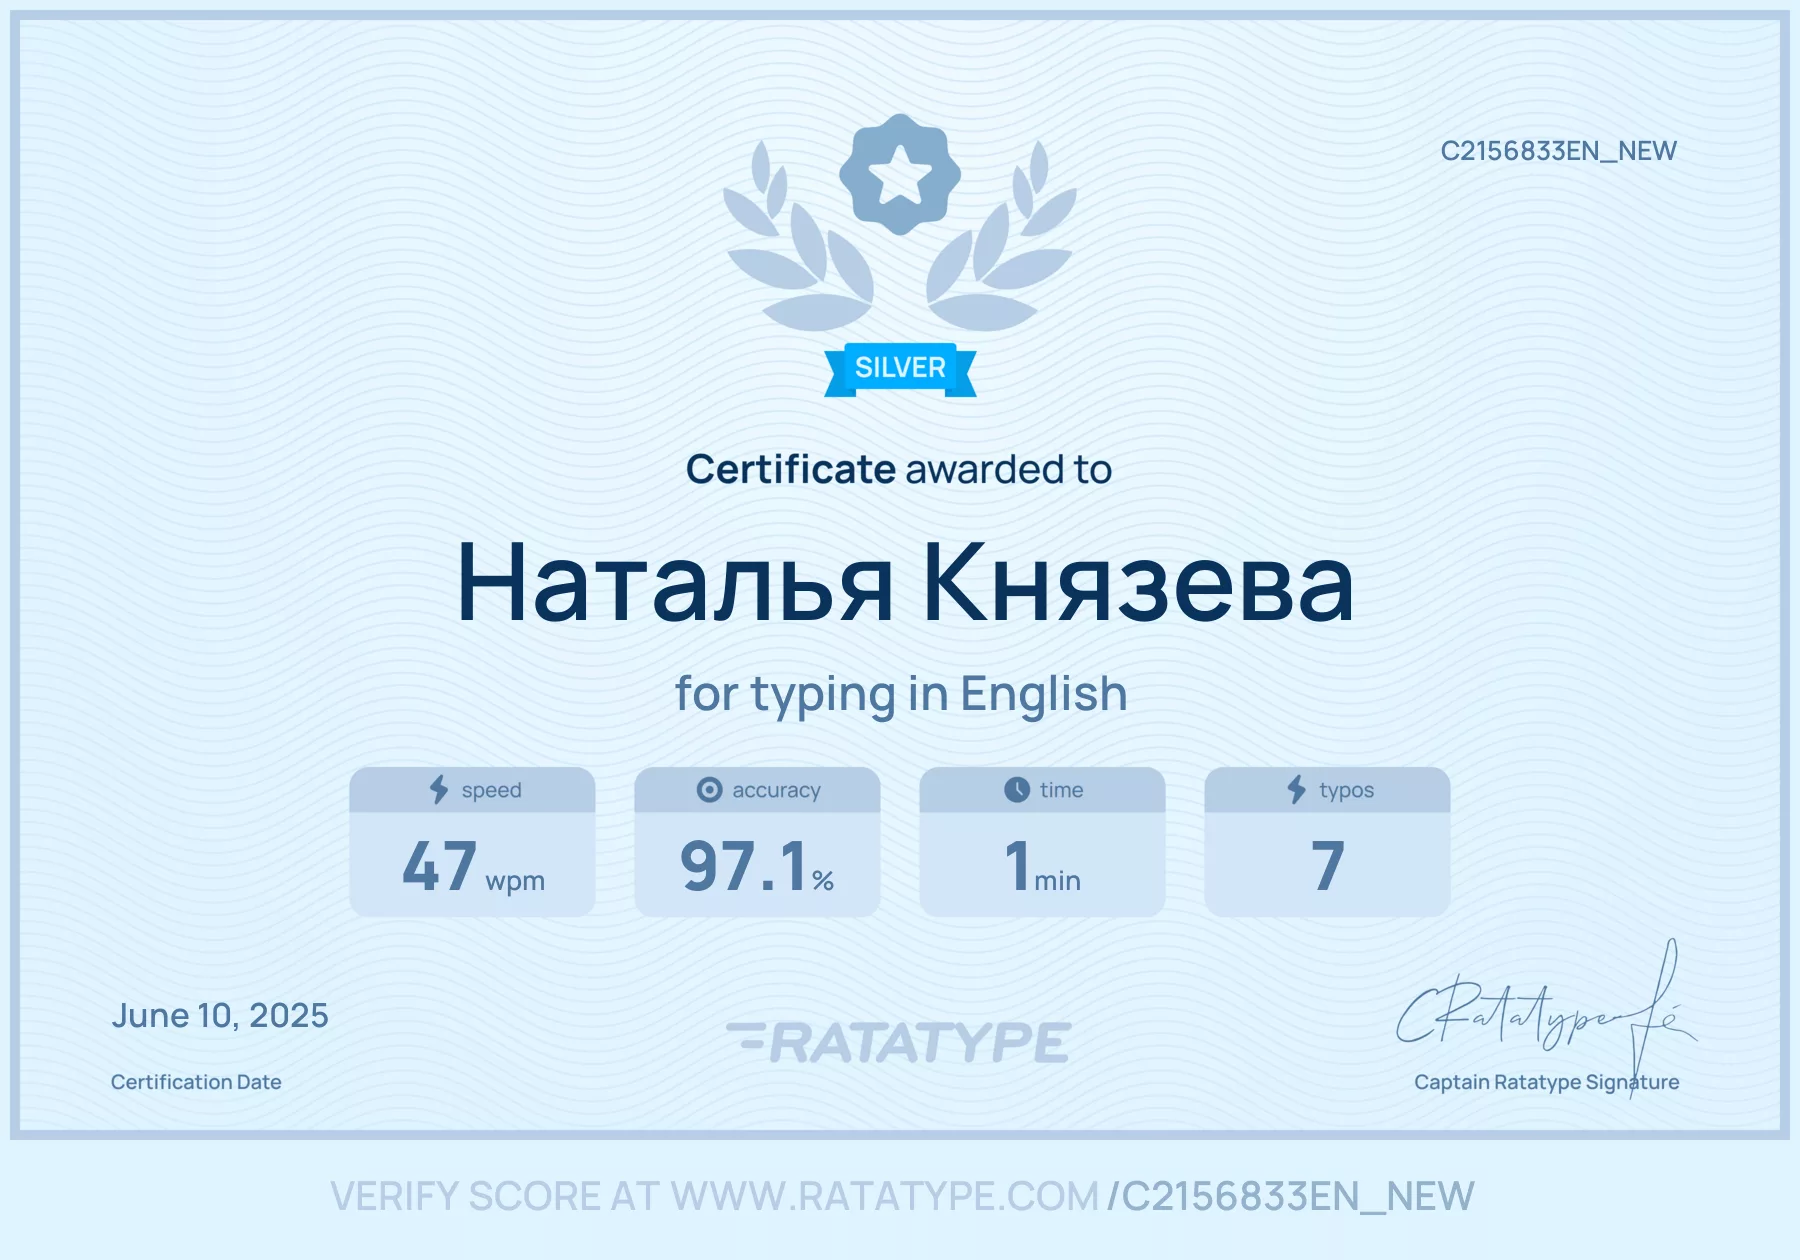 C2156833EN_NEW
SILVER
Certificate awarded to
Наталья Князева
for typing in English
speed
47 wpm
accuracy
97.1%
time
1 min
typos
7
June 10, 2025
Certification Date
RATATYPE
Ratatype
Captain Ratatype Signature
VERIFY SCORE AT WWW.RATATYPE.COM/C2156833EN_NEW